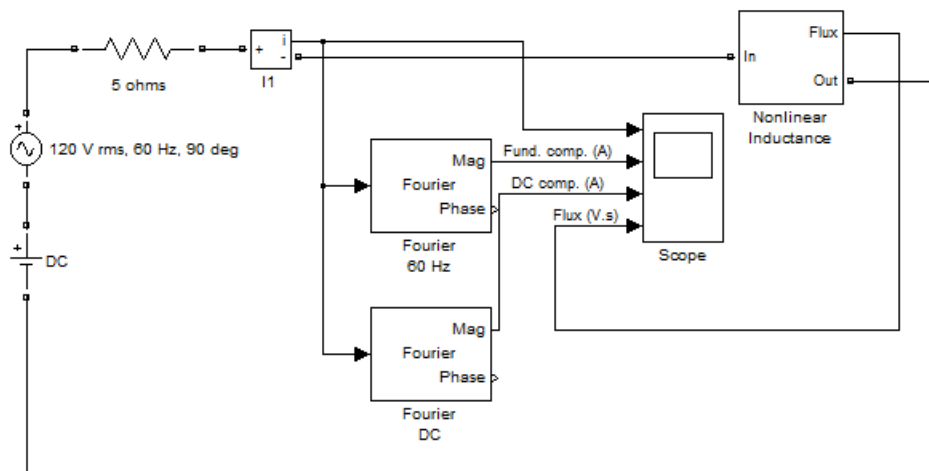 Flux
i
+
-
In
5 ohms
I1
Out
Nonlinear
Inductance
+
120 V rms, 60 Hz, 90 deg
Mag
Fund. comp. (A)
Fourier
DC comp. (A)
Phase
Flux (V.s)
Fourier
60 Hz
Scope
+
DC
Mag
Fourier
Phase
Fourier
DC